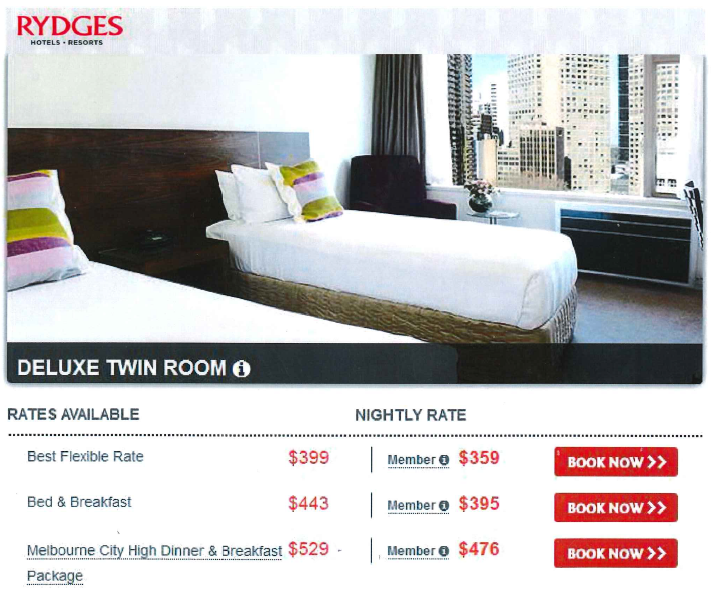 RYDGES
HOTELS • RESORTS
DELUXE TWIN ROOM i
RATES AVAILABLE NIGHTLY RATE
Best Flexible Rate $399 Member i $359 BOOK NOW >>
Bed & Breakfast $443 Member i $395 BOOK NOW >>
Melbourne City High Dinner & Breakfast $529 Member i $476 BOOK NOW >>
Package